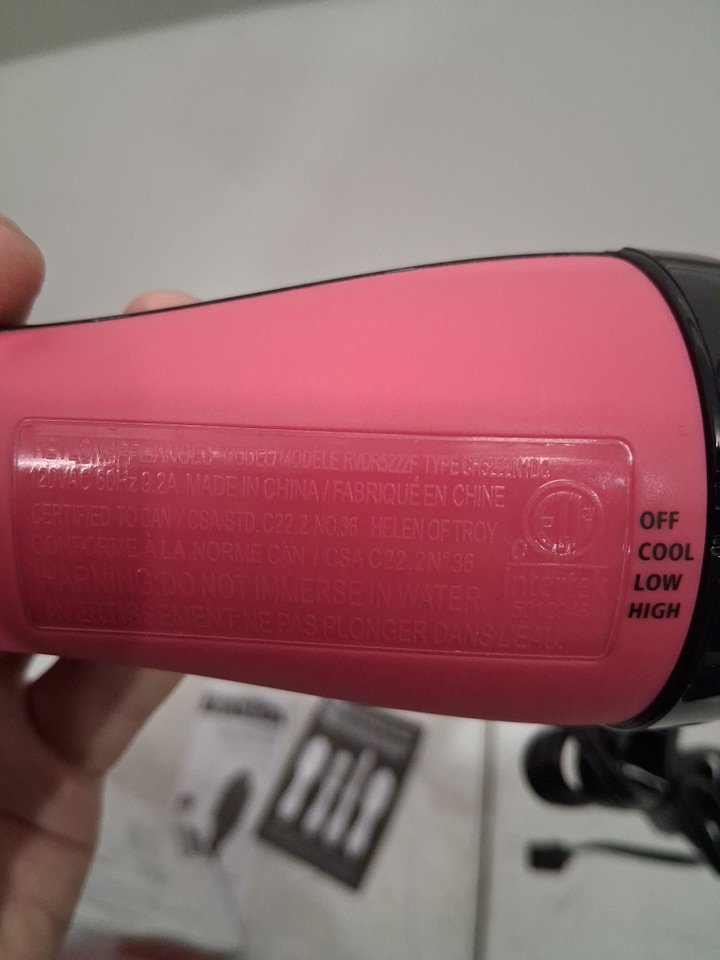 REVLON APPLIANCES MODEL / MODÈLE RVDR5222F TYPE
120VAC 60Hz 9.2A MADE IN CHINA / FABRIQUÉ EN CHINE
CERTIFIED TO CAN / CSA STD. C22.2 NO.36 HELEN OF TROY
CONFORME À LA NORME CAN / CSA C22.2 N° 36
WARNING: DO NOT IMMERSE IN WATER.
AVERTISSEMENT: NE PAS PLONGER DANS L'EAU.
c
Intertek
OFF
COOL
LOW
HIGH